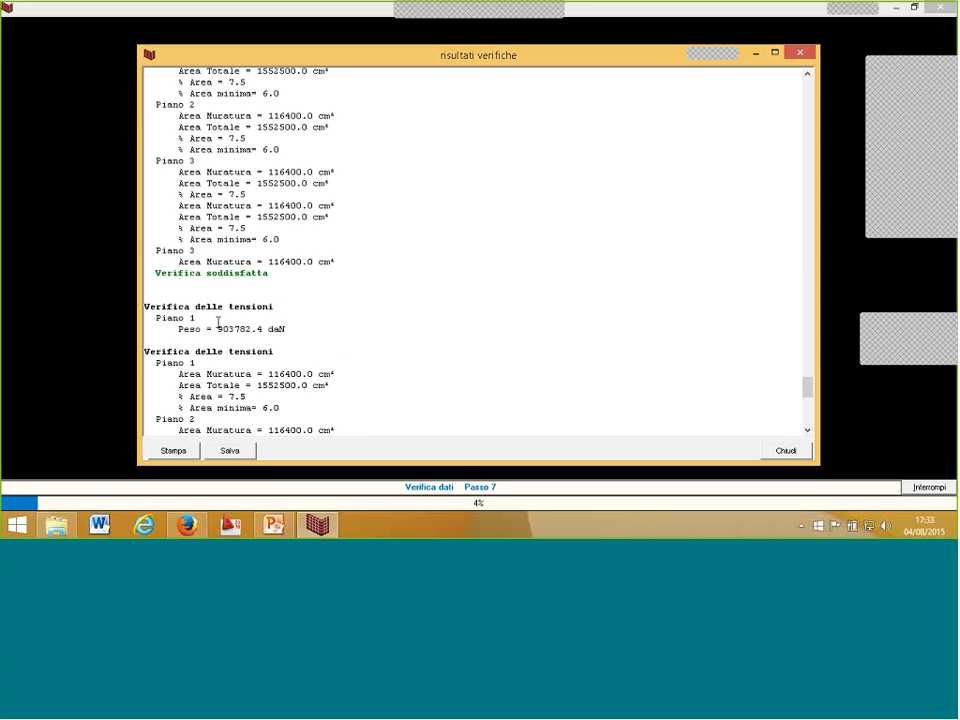 risultati verifiche
Area Totale = 1552500.0 cm²
% Area = 7.5
% Area minima= 6.0
Piano 2
Area Muratura = 116400.0 cm²
Area Totale = 1552500.0 cm²
% Area = 7.5
% Area minima= 6.0
Piano 3
Area Muratura = 116400.0 cm²
Area Totale = 1552500.0 cm²
% Area = 7.5
Area Muratura = 116400.0 cm²
Area Totale = 1552500.0 cm²
% Area = 7.5
% Area minima= 6.0
Piano 3
Area Muratura = 116400.0 cm²
Verifica soddisfatta
Verifica delle tensioni
Piano 1
Peso = 903782.4 daN
Verifica delle tensioni
Piano 1
Area Muratura = 116400.0 cm²
Area Totale = 1552500.0 cm²
% Area = 7.5
% Area minima= 6.0
Piano 2
Area Muratura = 116400.0 cm²
Stampa Salva Chiudi
Verifica dati Passo 7 Interrompi
4%
17:33
04/08/2015